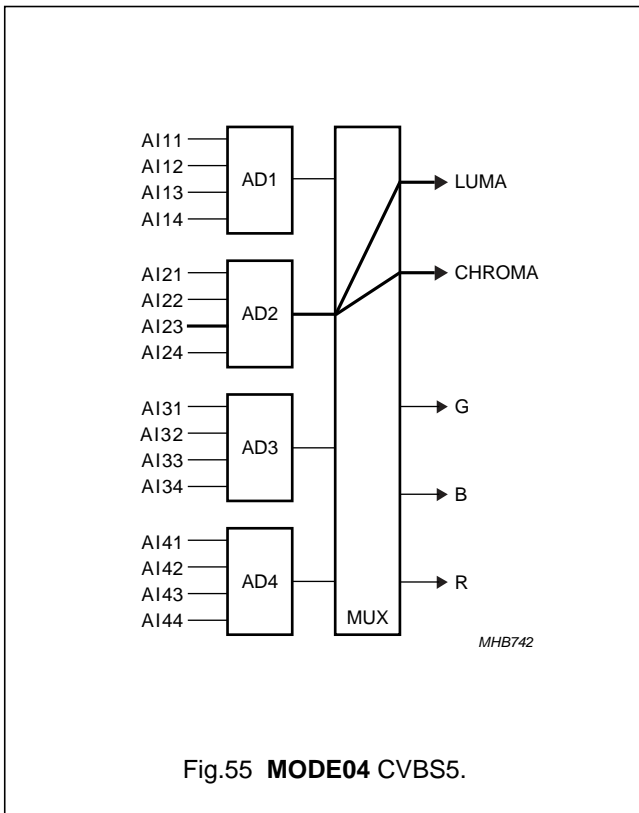 AI11
AI12
AI13
AI14
AD1
AI21
AI22
AI23
AI24
AD2
AI31
AI32
AI33
AI34
AD3
AI41
AI42
AI43
AI44
AD4
MUX
LUMA
CHROMA
G
B
R
MHB742
Fig.55 MODE04 CVBS5.